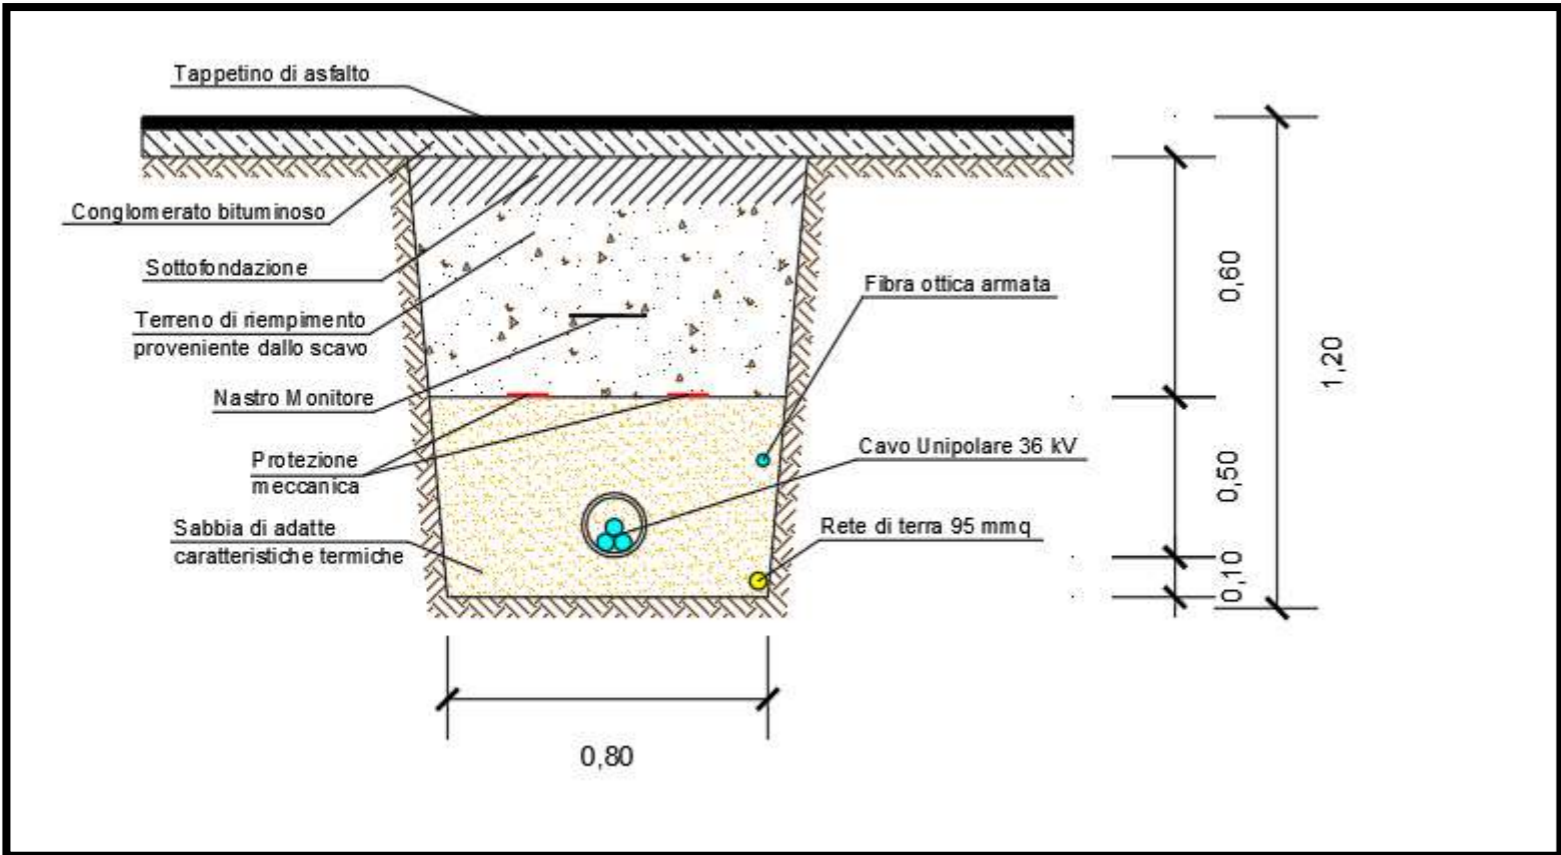 Tappetino di asfalto
Conglomerato bituminoso
Sottofondazione
Terreno di riempimento
proveniente dallo scavo
Nastro Monitore
Protezione
meccanica
Sabbia di adatte
caratteristiche termiche
Fibra ottica armata
Cavo Unipolare 36 kV
Rete di terra 95 mmq
0,60
0,50
0,10
1,20
0,80